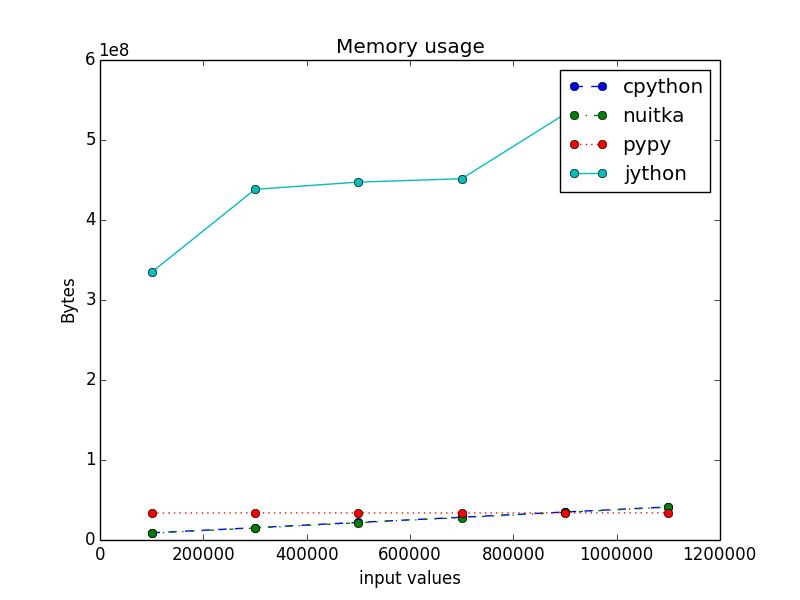 Memory usage
1e8
6
5
4
3
2
1
0
Bytes
0 200000 400000 600000 800000 1000000 1200000
input values
cpython
nuitka
pypy
jython